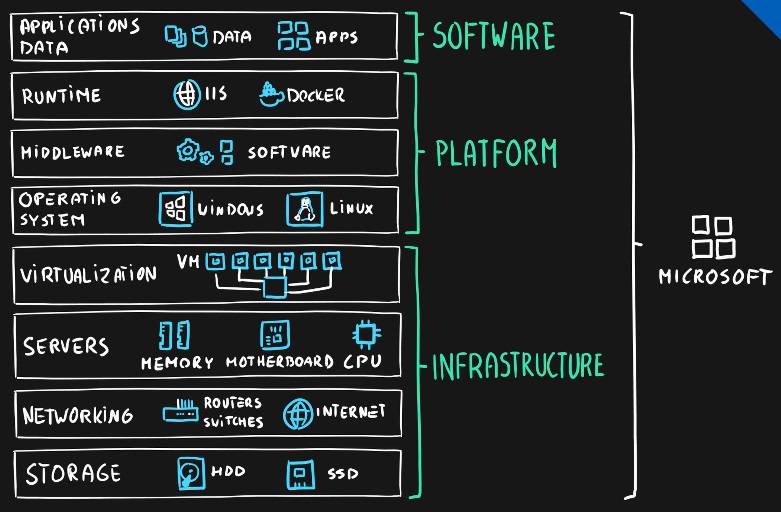 APPLICATIONS
DATA
DATA
APPS
SOFTWARE
RUNTIME
IIS
DOCKER
MIDDLEWARE
SOFTWARE
PLATFORM
OPERATING
SYSTEM
WINDOWS
LINUX
VIRTUALIZATION
VM
SERVERS
MEMORY
MOTHERBOARD
CPU
INFRASTRUCTURE
NETWORKING
ROUTERS
SWITCHES
INTERNET
STORAGE
HDD
SSD
MICROSOFT